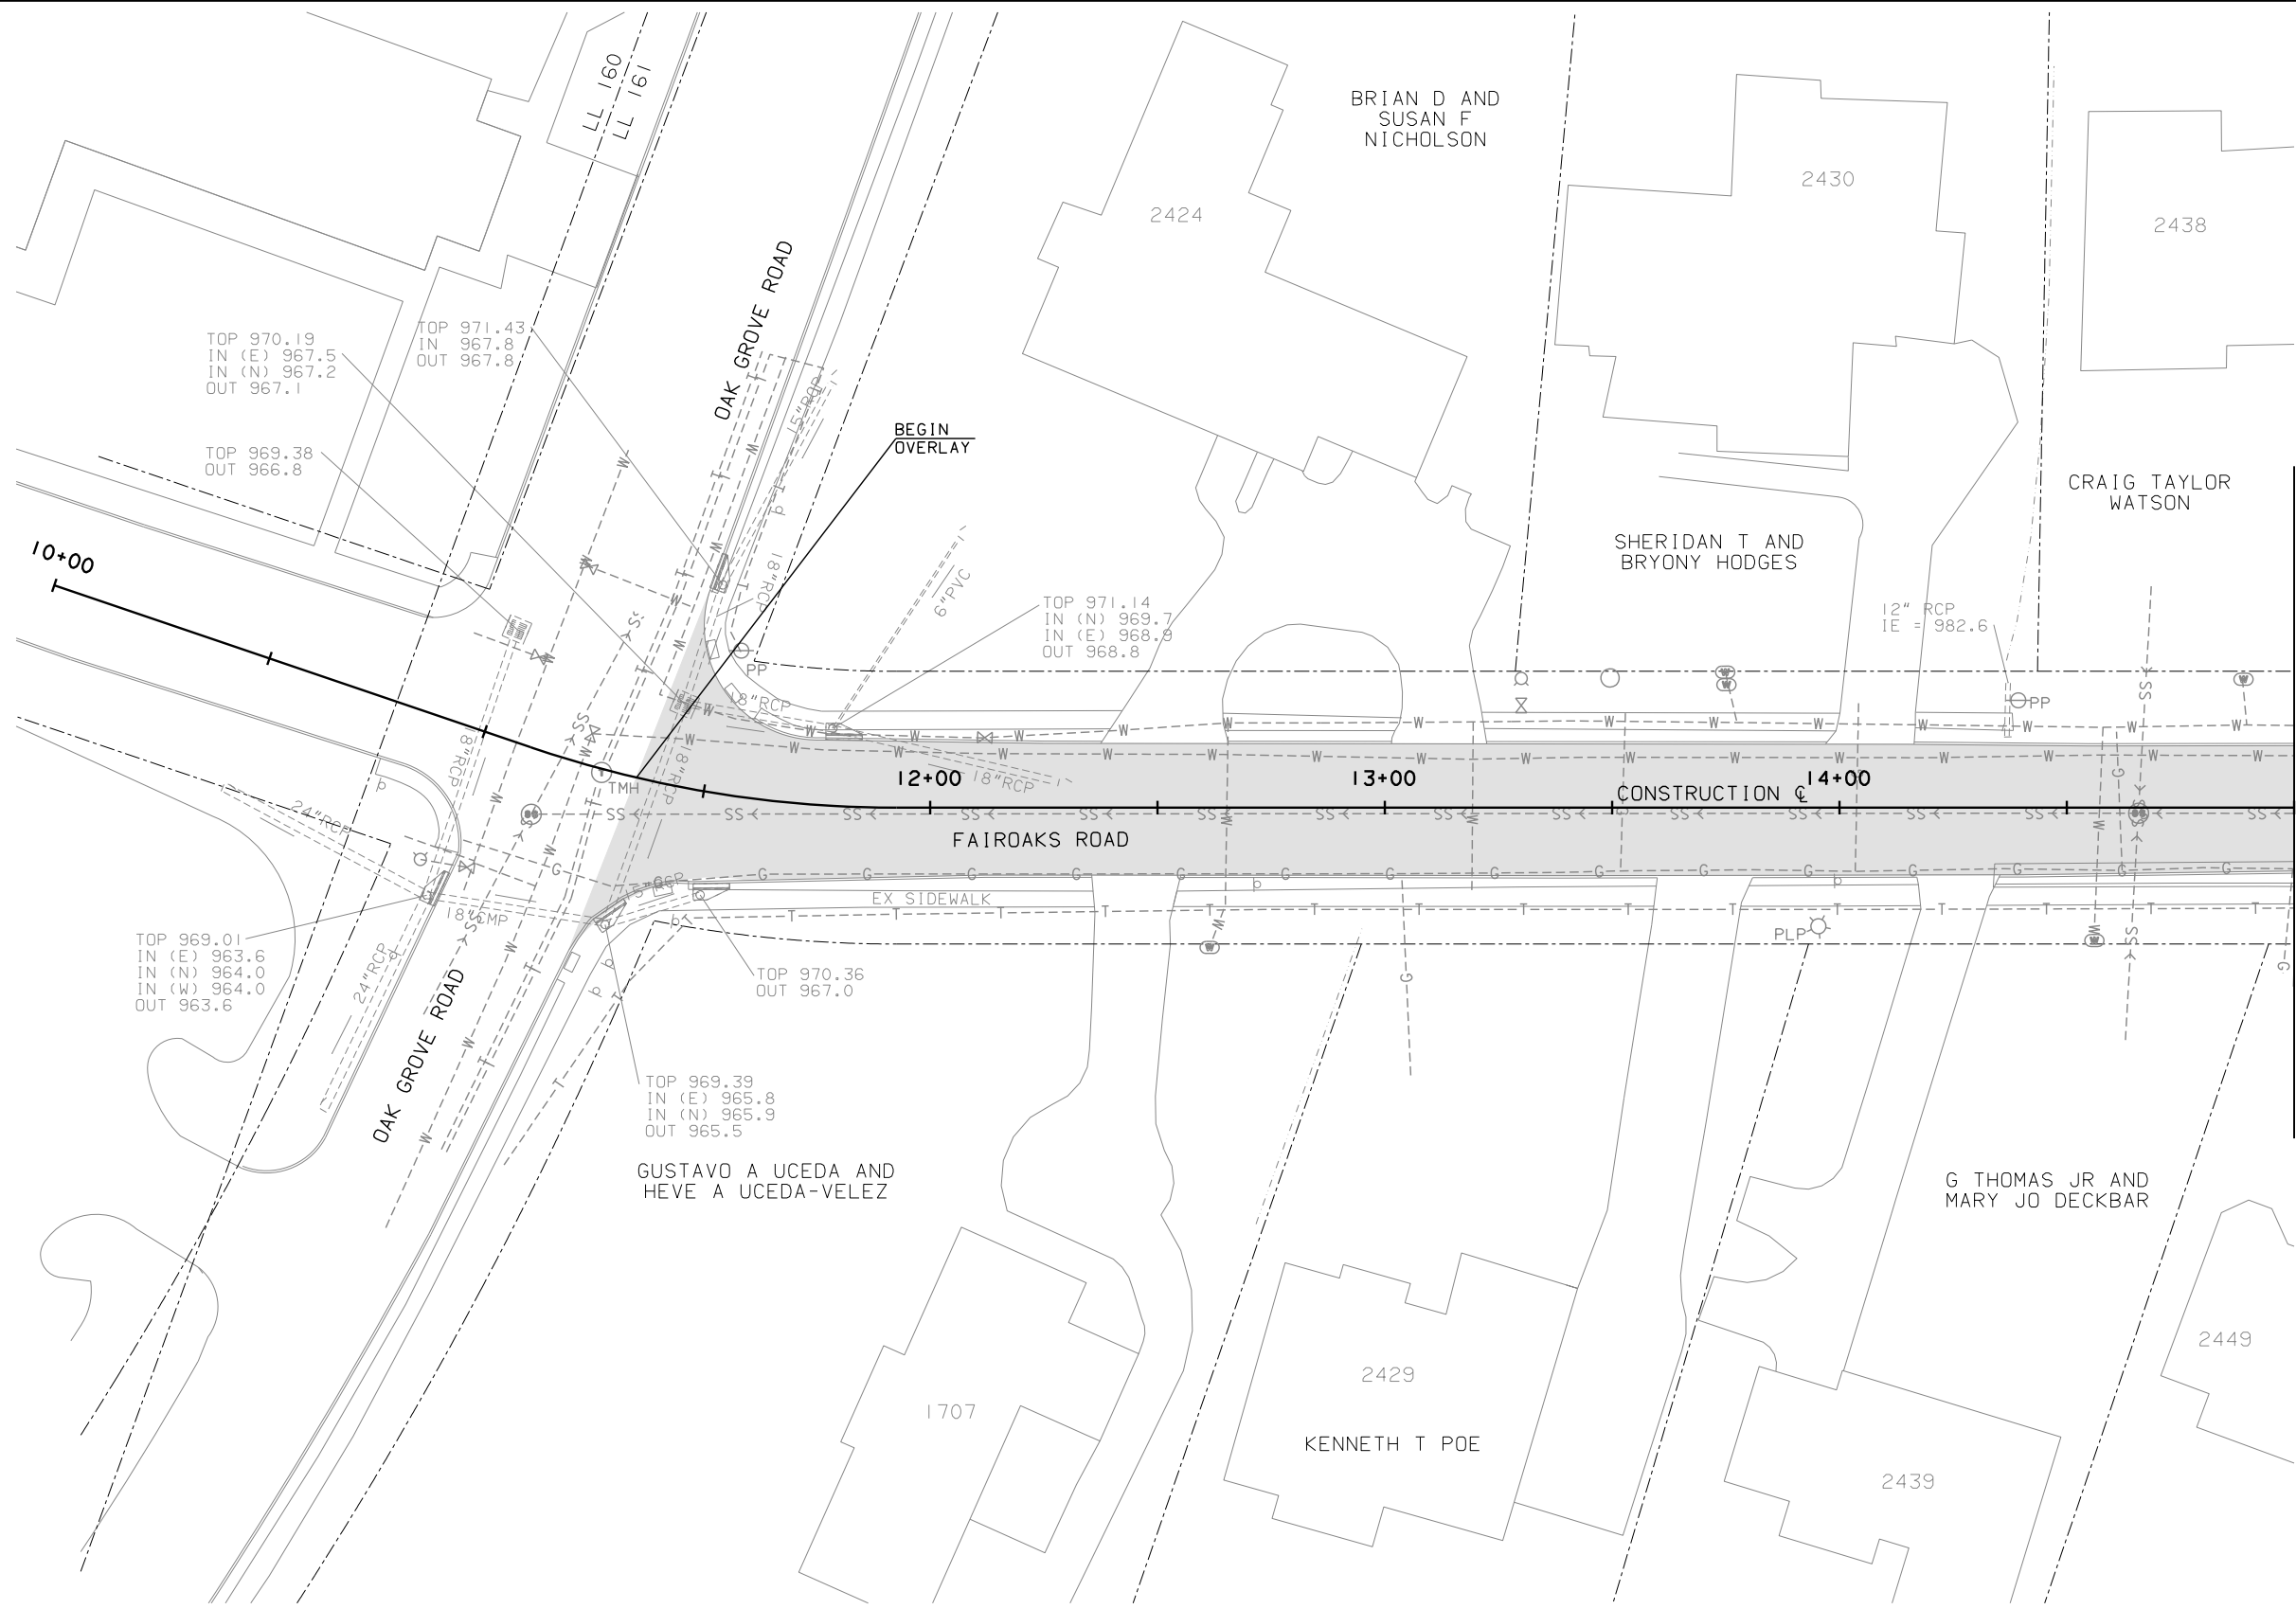 LL 160
LL 161
BRIAN D AND
SUSAN F
NICHOLSON
2424
2430
2438
OAK GROVE ROAD
TOP 970.19
IN (E) 967.5
IN (N) 967.2
OUT 967.1
TOP 971.43
IN 967.8
OUT 967.8
TOP 969.38
OUT 966.8
15"RCP
BEGIN
OVERLAY
CRAIG TAYLOR
WATSON
SHERIDAN T AND
BRYONY HODGES
10+00
18"RCP
6"PVC
TOP 971.14
IN (N) 969.7
IN (E) 968.9
OUT 968.8
12" RCP
IE = 982.6
PP
PP
18"RCP
18"RCP
18"RCP
18"RCP
TMH
12+00
13+00
14+00
CONSTRUCTION ℄
FAIROAKS ROAD
24"RCP
15"RCP
EX SIDEWALK
18"CMP
PLP
TOP 969.01
IN (E) 963.6
IN (N) 964.0
IN (W) 964.0
OUT 963.6
24"RCP
TOP 970.36
OUT 967.0
OAK GROVE ROAD
TOP 969.39
IN (E) 965.8
IN (N) 965.9
OUT 965.5
GUSTAVO A UCEDA AND
HEVE A UCEDA-VELEZ
G THOMAS JR AND
MARY JO DECKBAR
2449
2429
1707
KENNETH T POE
2439